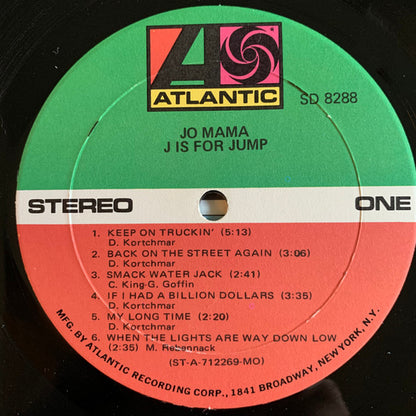 ATLANTIC
SD 8288
JO MAMA
J IS FOR JUMP
STEREO
ONE
1. KEEP ON TRUCKIN' (5:13)
D. Kortchmar
2. BACK ON THE STREET AGAIN (3:06)
D. Kortchmar
3. SMACK WATER JACK (2:41)
C. King-G. Goffin
4. IF I HAD A BILLION DOLLARS (3:35)
D. Kortchmar
5. MY LONG TIME (2:20)
D. Kortchmar
6. WHEN THE LIGHTS ARE WAY DOWN LOW
(2:35) M. Rebennack
(ST-A-712269-MO)
MFG. BY ATLANTIC RECORDING CORP., 1841 BROADWAY, NEW YORK, N.Y.